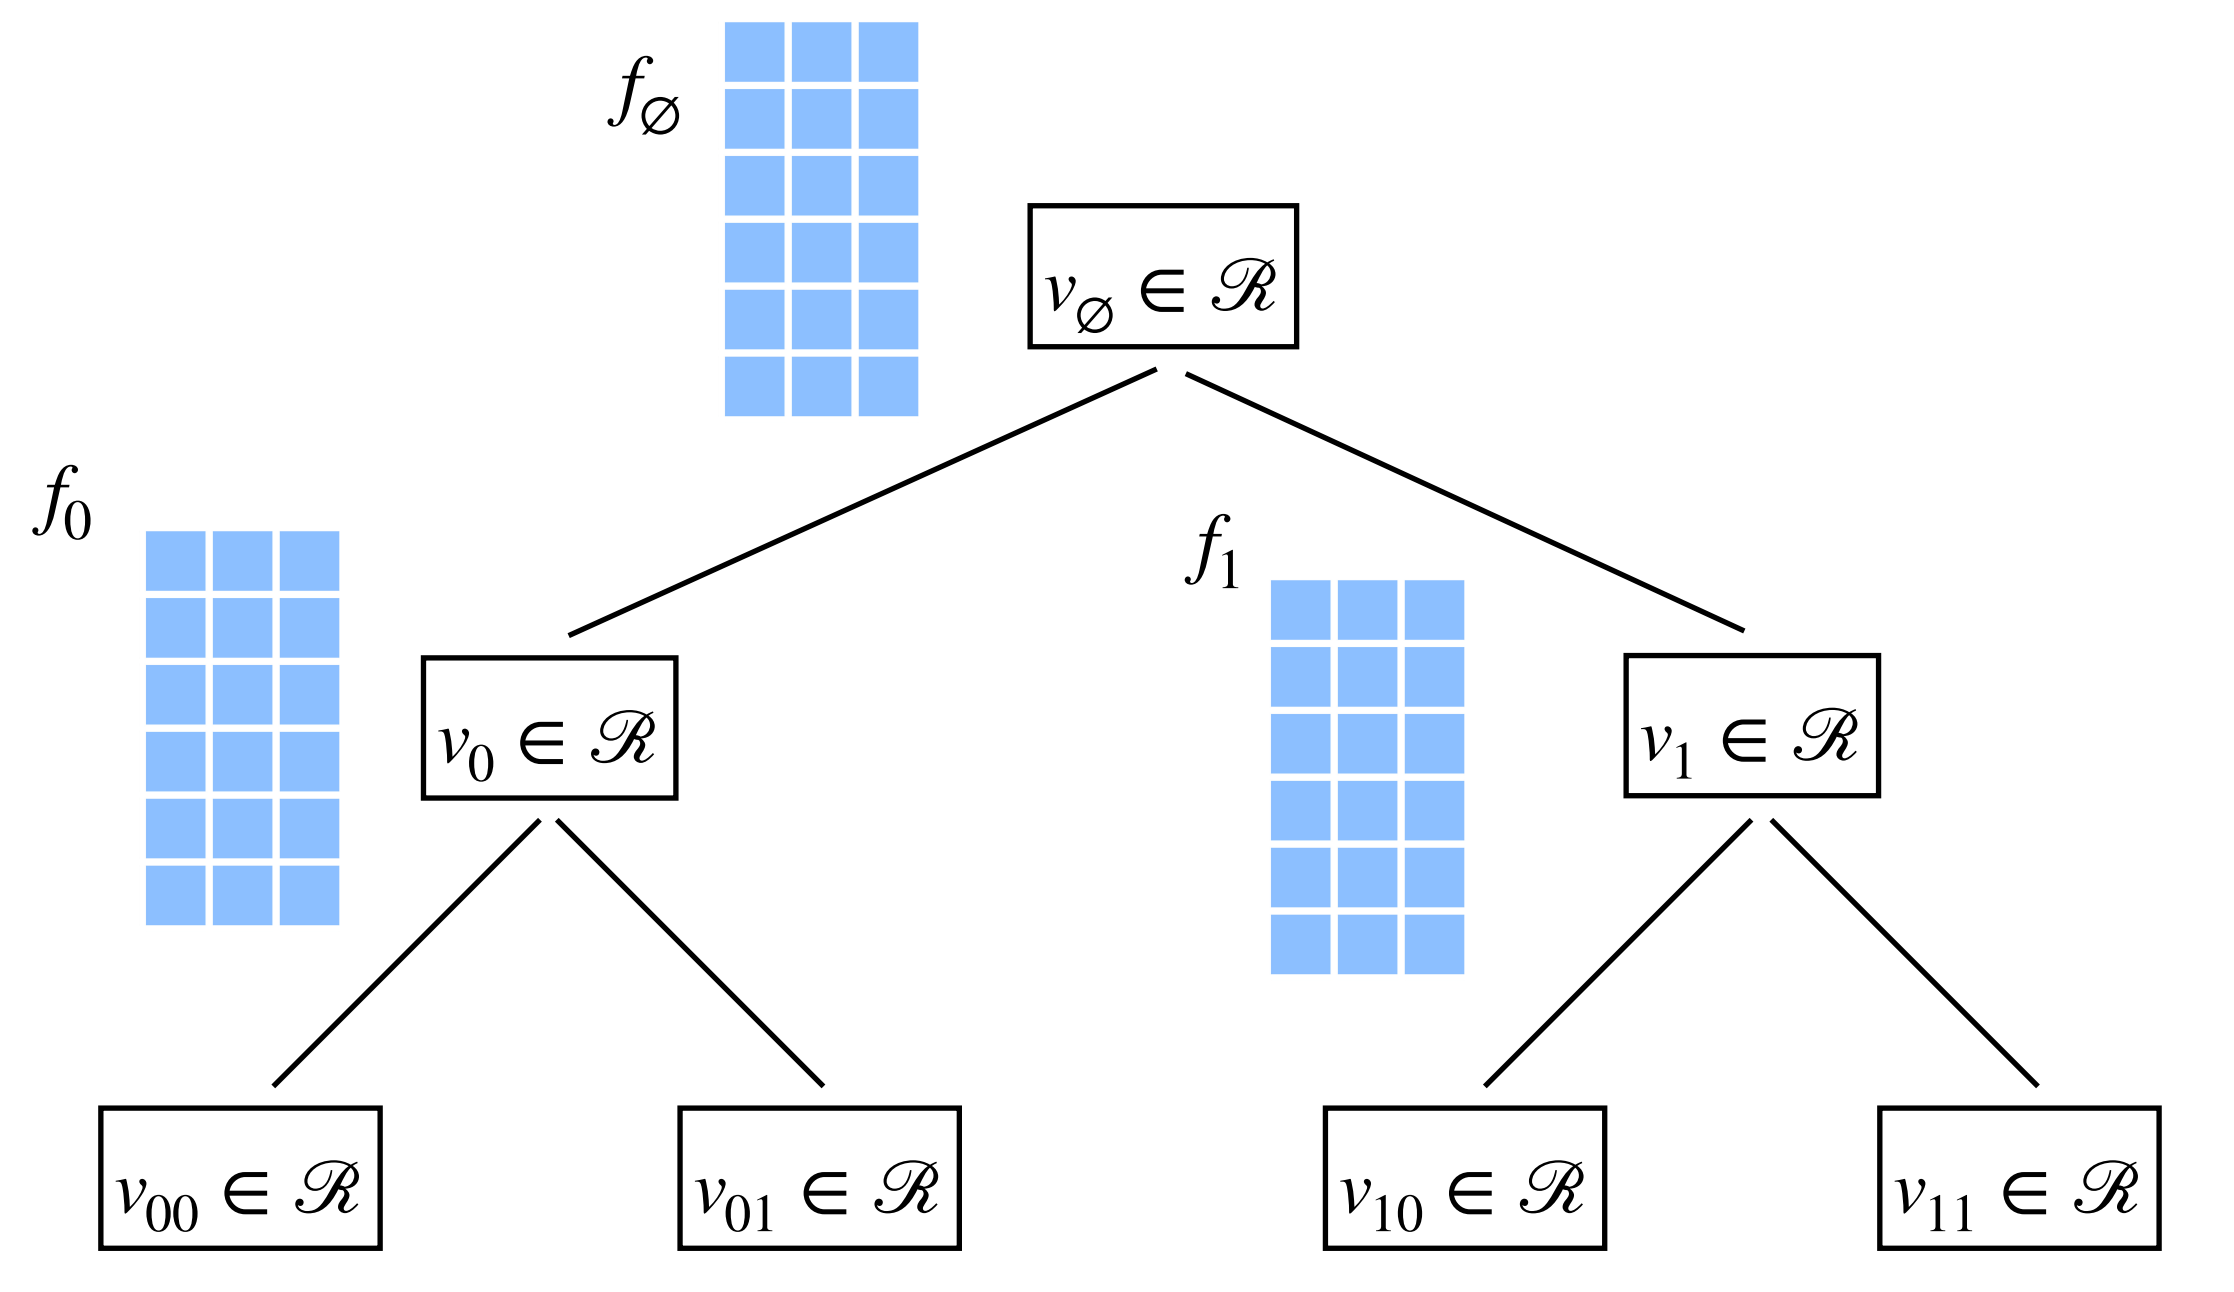 f∅
v∅ ∈ ℛ
f0
f1
v0 ∈ ℛ
v1 ∈ ℛ
v00 ∈ ℛ
v01 ∈ ℛ
v10 ∈ ℛ
v11 ∈ ℛ